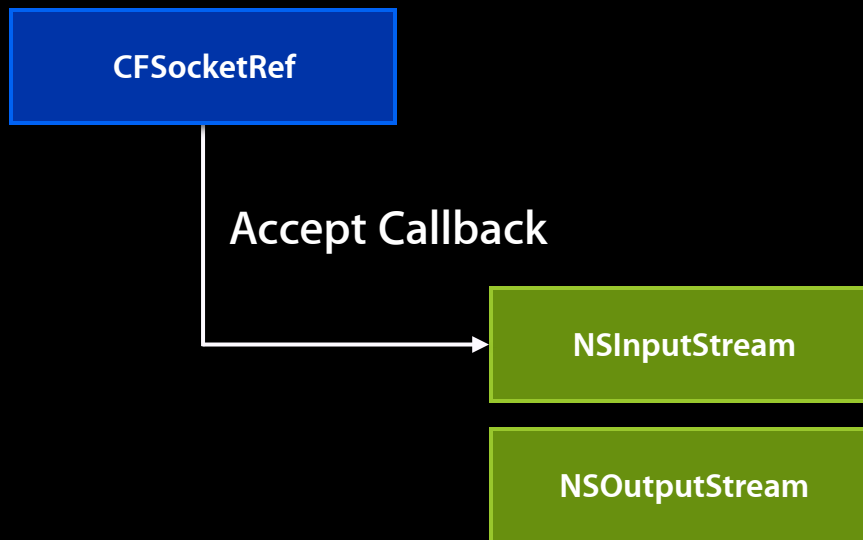 CFSocketRef
Accept Callback
NSInputStream
NSOutputStream